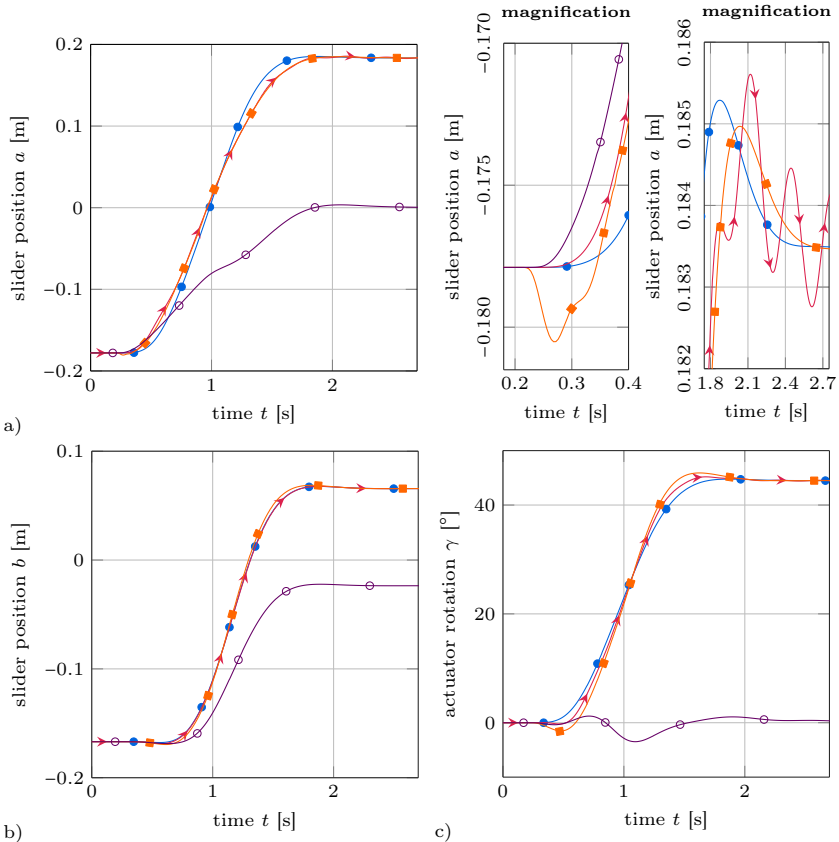 magnification
magnification
0.2
0.1
0
−0.1
−0.2
slider position a [m]
0
1
2
time t [s]
a)
−0.170
−0.175
−0.180
slider position a [m]
0.2
0.3
0.4
time t [s]
0.186
0.185
0.184
0.183
0.182
slider position a [m]
1.8
2.1
2.4
2.7
time t [s]
0.1
0
−0.1
−0.2
slider position b [m]
0
1
2
time t [s]
b)
40
20
0
actuator rotation γ [°]
0
1
2
time t [s]
c)